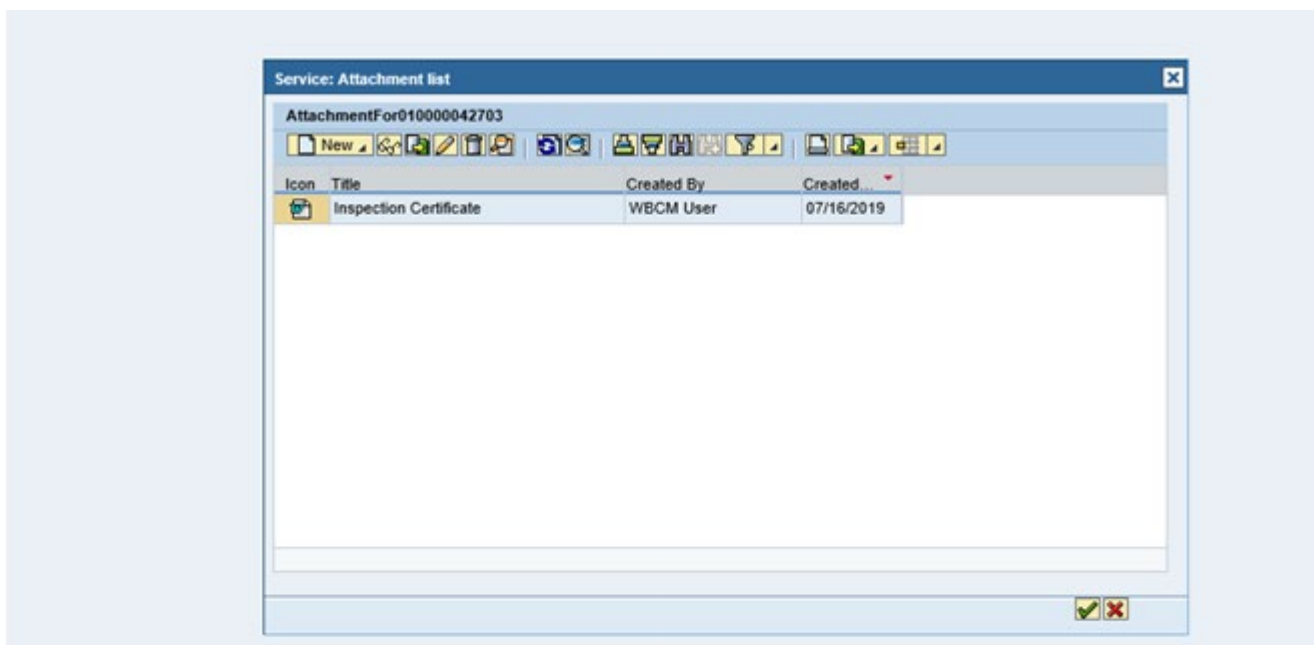 Service: Attachment list
AttachmentFor010000042703
New
Icon Title Created By Created...
Inspection Certificate WBCM User 07/16/2019